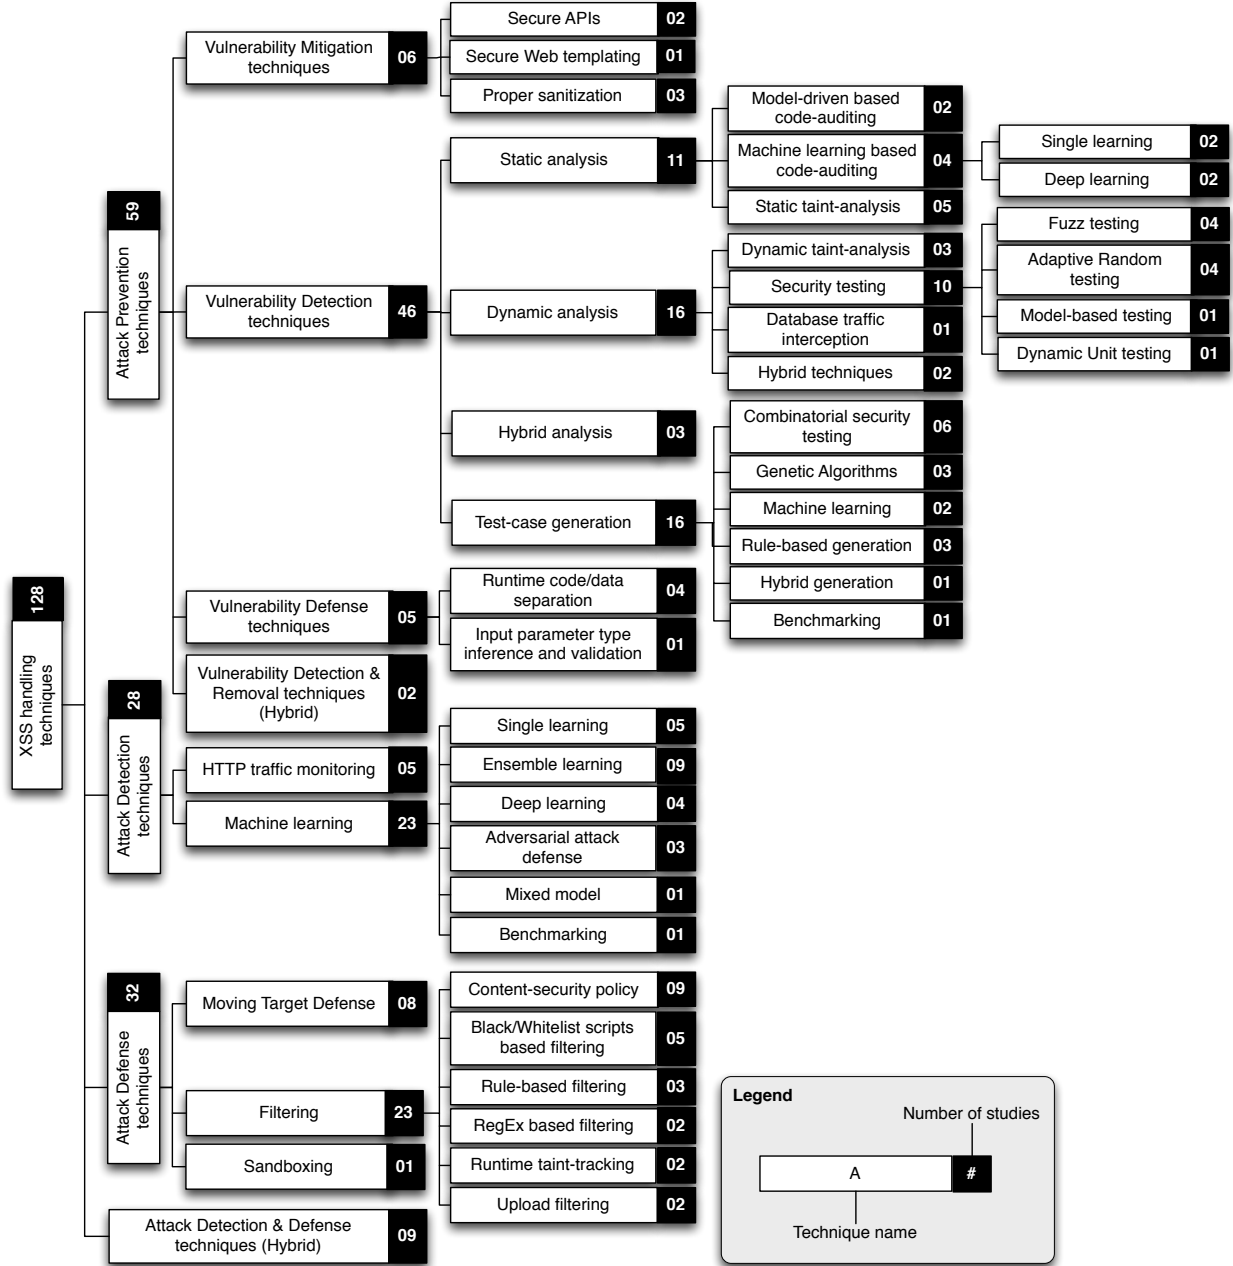 XSS handling
techniques
128
Attack Prevention
techniques
59
Vulnerability Mitigation
techniques
06
Secure APIs
02
Secure Web templating
01
Proper sanitization
03
Vulnerability Detection
techniques
46
Static analysis
11
Model-driven based
code-auditing
02
Machine learning based
code-auditing
04
Single learning
02
Deep learning
02
Static taint-analysis
05
Dynamic analysis
16
Dynamic taint-analysis
03
Security testing
10
Fuzz testing
04
Adaptive Random
testing
04
Model-based testing
01
Dynamic Unit testing
01
Database traffic
interception
01
Hybrid techniques
02
Hybrid analysis
03
Test-case generation
16
Combinatorial security
testing
06
Genetic Algorithms
03
Machine learning
02
Rule-based generation
03
Hybrid generation
01
Benchmarking
01
Vulnerability Defense
techniques
05
Runtime code/data
separation
04
Input parameter type
inference and validation
01
Vulnerability Detection &
Removal techniques
(Hybrid)
02
Attack Detection
techniques
28
HTTP traffic monitoring
05
Machine learning
23
Single learning
05
Ensemble learning
09
Deep learning
04
Adversarial attack
defense
03
Mixed model
01
Benchmarking
01
Attack Defense
techniques
32
Moving Target Defense
08
Filtering
23
Content-security policy
09
Black/Whitelist scripts
based filtering
05
Rule-based filtering
03
RegEx based filtering
02
Runtime taint-tracking
02
Upload filtering
02
Sandboxing
01
Attack Detection & Defense
techniques (Hybrid)
09
Legend
Number of studies
A
#
Technique name